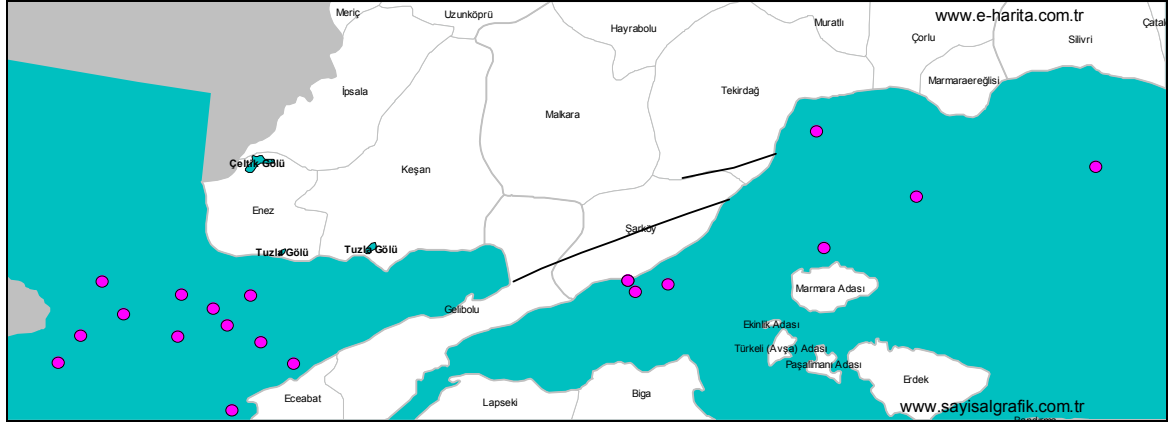 Meriç
Uzunköprü
Hayrabolu
Muratlı
www.e-harita.com.tr
Çorlu
Silivri
Marmaraereğlisi
İpsala
Tekirdağ
Malkara
Çeltik Gölü
Keşan
Enez
Şarköy
Tuzla Gölü
Tuzla Gölü
Marmara Adası
Gelibolu
Ekinlik Adası
Türkeli (Avşa) Adası
Paşalimanı Adası
Erdek
Eceabat
Lapseki
Biga
www.sayisalgrafik.com.tr